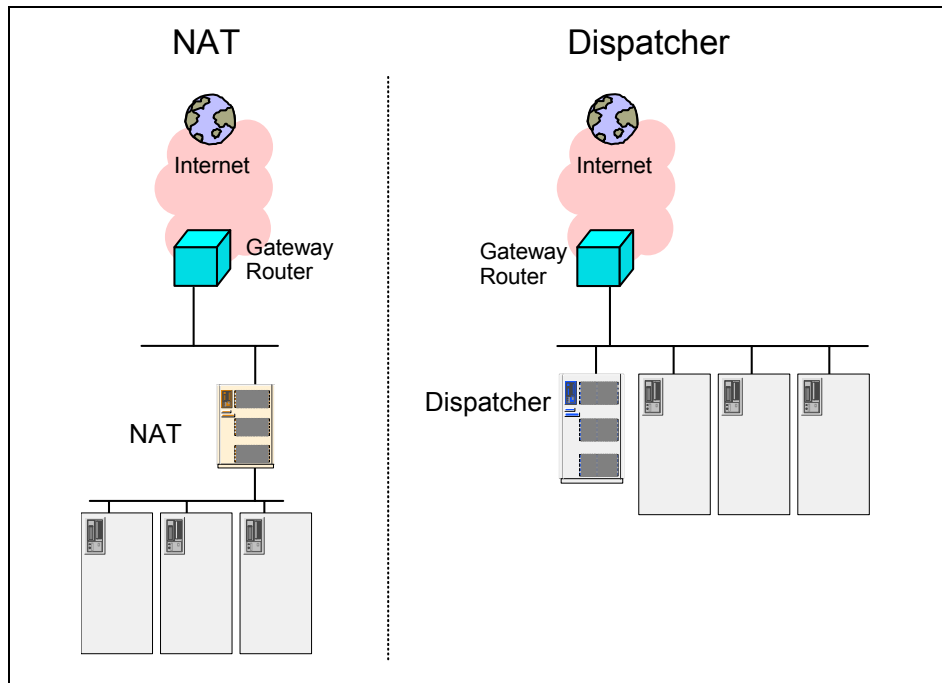 NAT
Internet
Gateway
Router
NAT
Dispatcher
Internet
Gateway
Router
Dispatcher